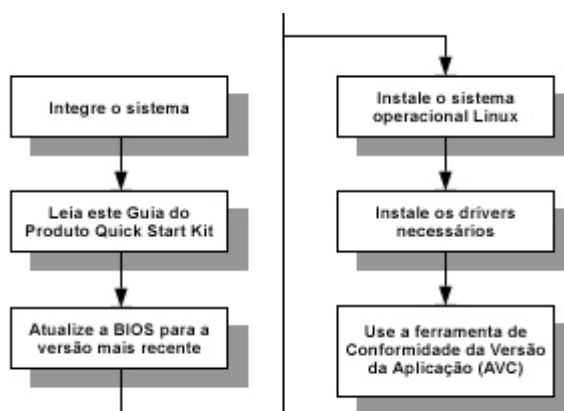 Integre o sistema
Leia este Guia do
Produto Quick Start Kit
Atualize a BIOS para a
versão mais recente
Instale o sistema
operacional Linux
Instale os drivers
necessários
Use a ferramenta de
Conformidade da Versão
da Aplicação (AVC)